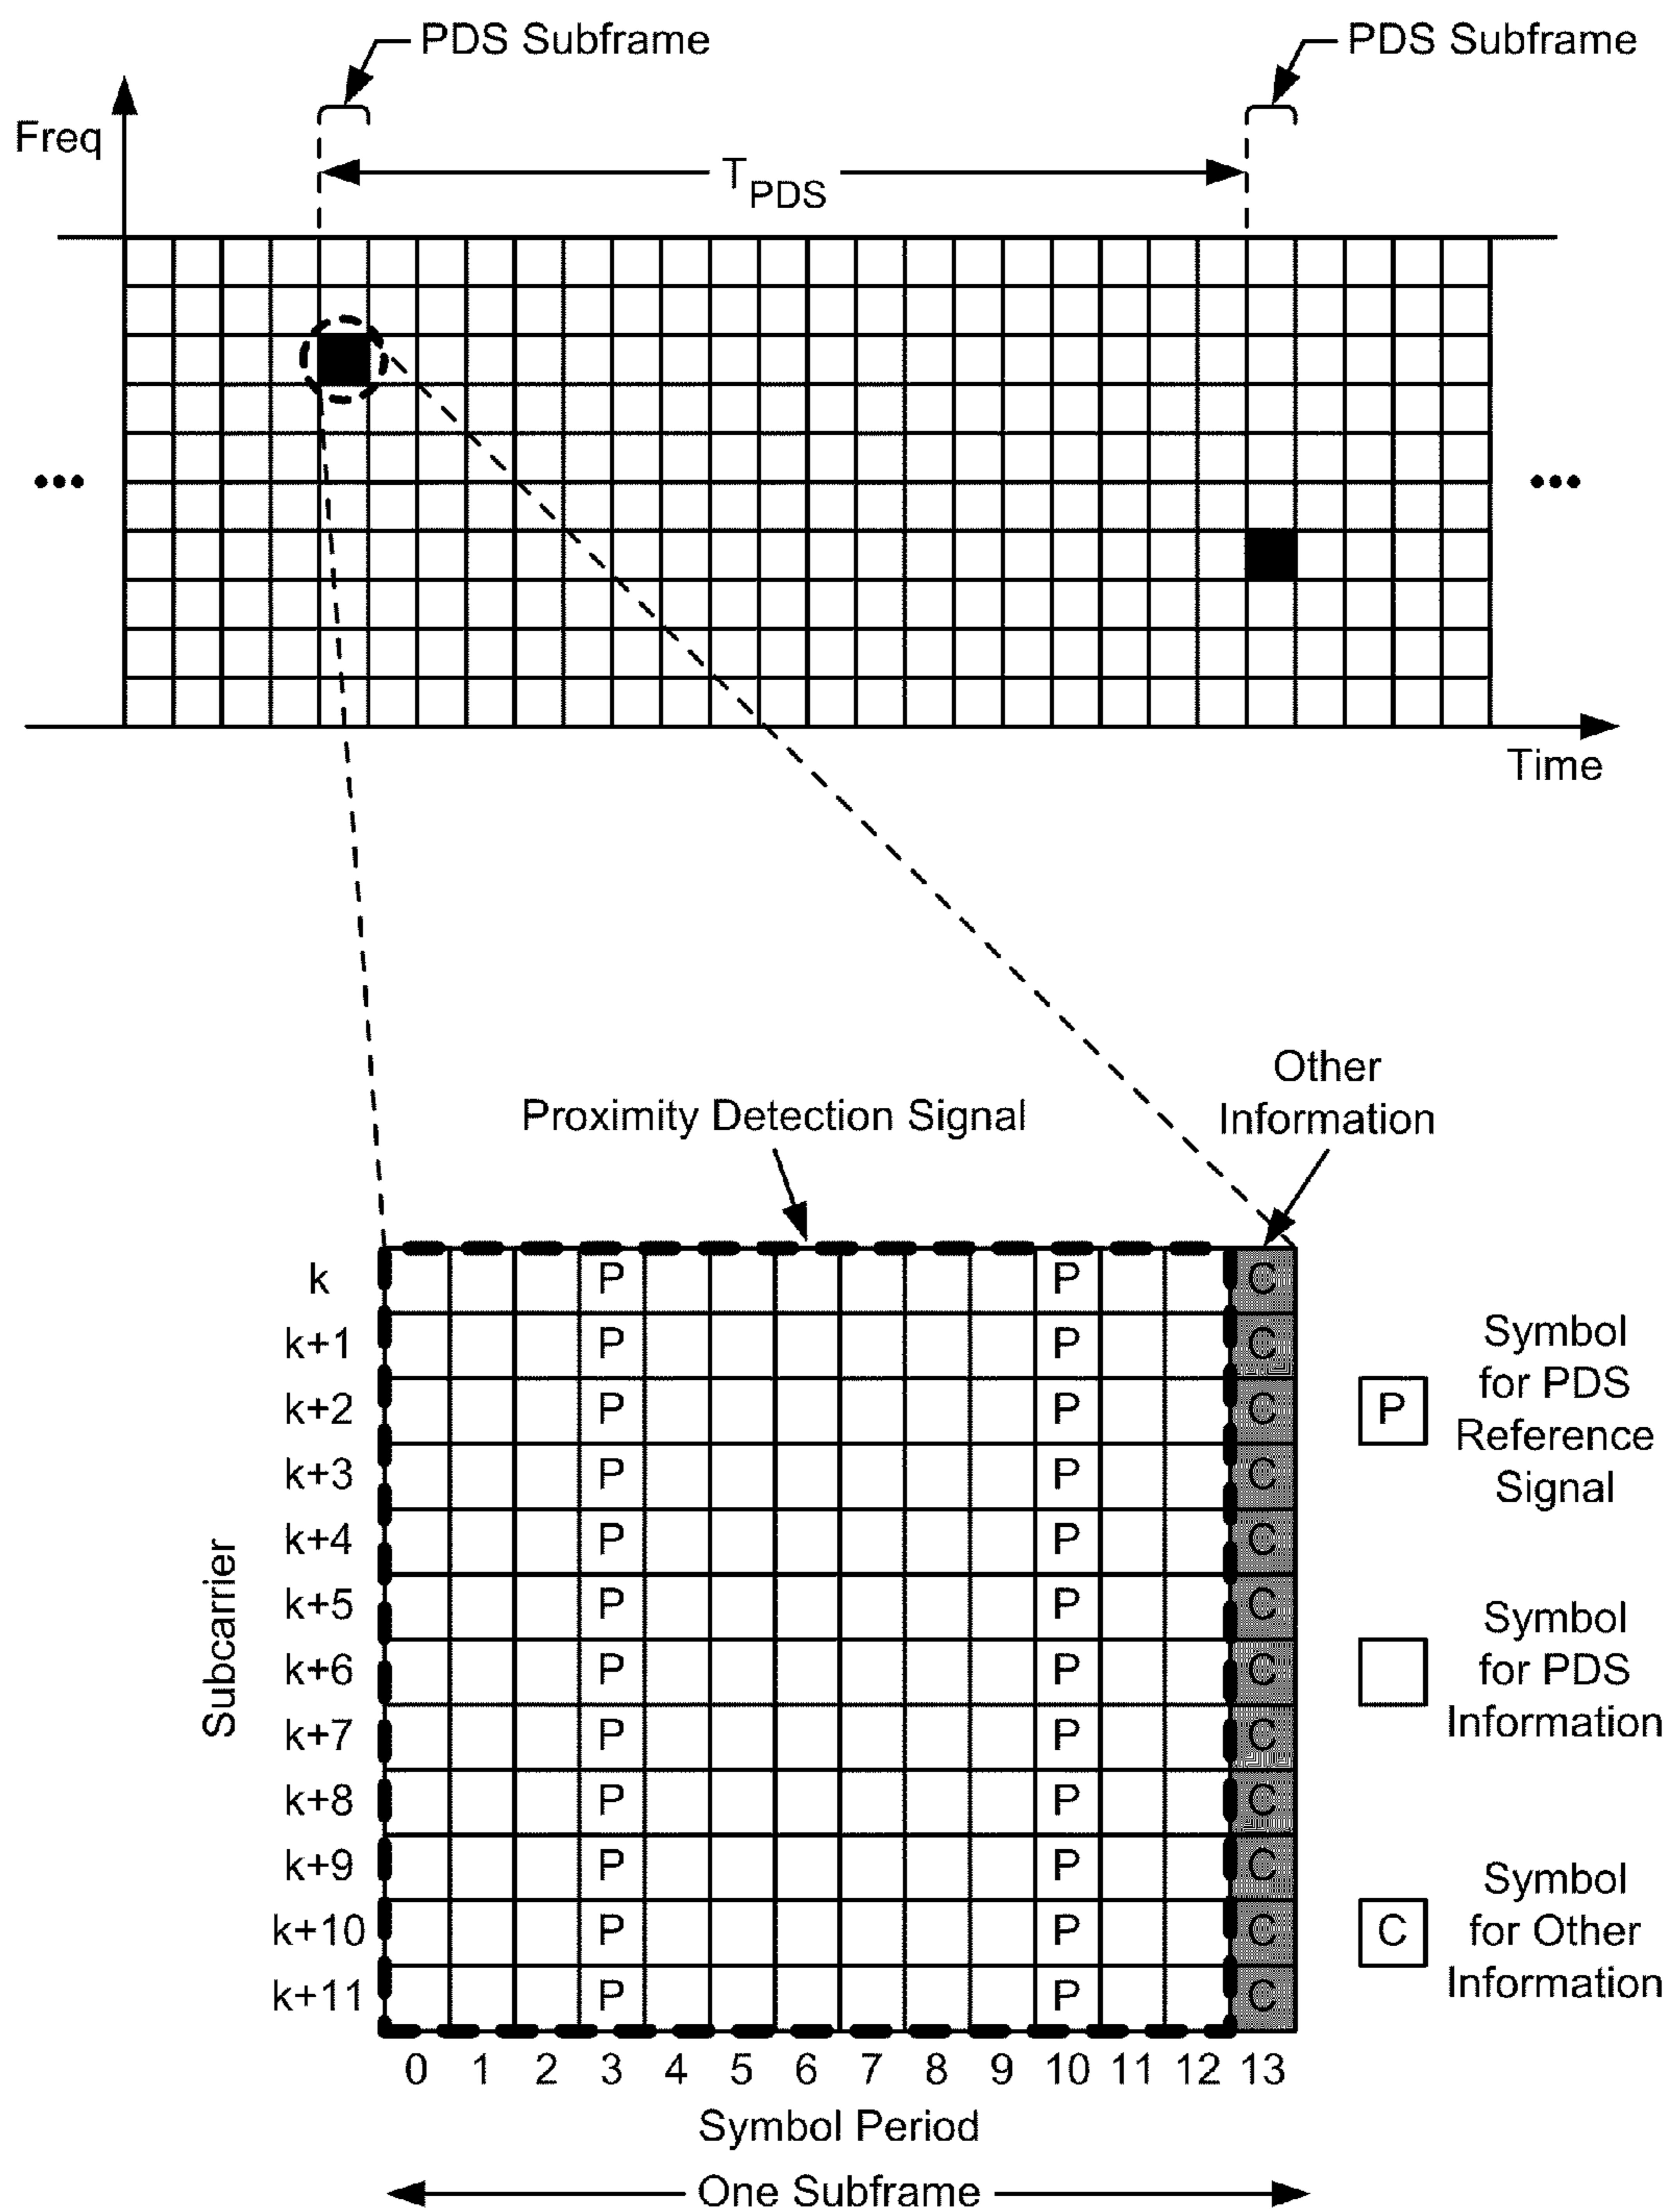 PDS Subframe
PDS Subframe
Freq
T PDS
Time
Other
Information
Proximity Detection Signal
k P P C
k+1 P P C
k+2 P P C
k+3 P P C
k+4 P P C
k+5 P P C
k+6 P P C
k+7 P P C
k+8 P P C
k+9 P P C
k+10 P P C
k+11 P P C
Subcarrier
0 1 2 3 4 5 6 7 8 9 10 11 12 13
Symbol Period
One Subframe
P
Symbol
for PDS
Reference
Signal
Symbol
for PDS
Information
C
Symbol
for Other
Information